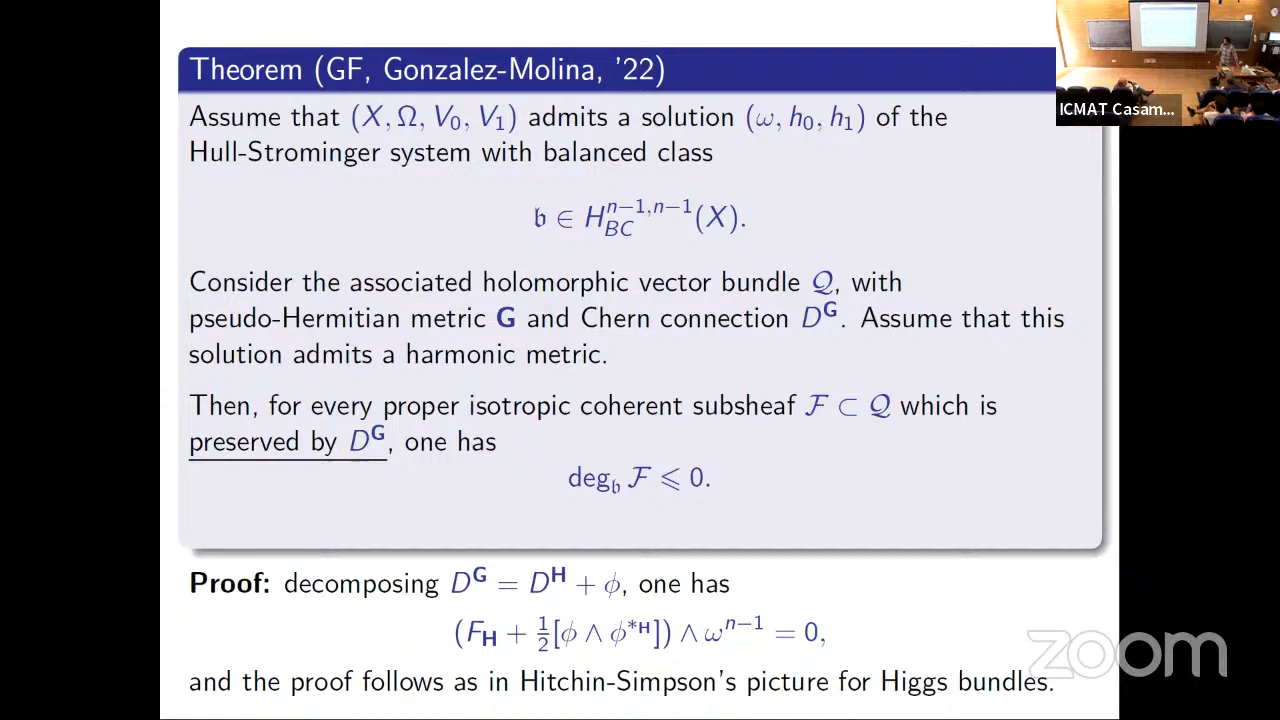 Theorem (GF, Gonzalez-Molina, '22)
Assume that (X, Ω, V₀, V₁) admits a solution (ω, h₀, h₁) of the
Hull-Strominger system with balanced class
𝔟 ∈ H_{BC}^{n−1,n−1}(X).
Consider the associated holomorphic vector bundle 𝒬, with
pseudo-Hermitian metric G and Chern connection D^G. Assume that this
solution admits a harmonic metric.
Then, for every proper isotropic coherent subsheaf ℱ ⊂ 𝒬 which is
preserved by D^G, one has
deg_𝔟 ℱ ⩽ 0.
Proof: decomposing D^G = D^H + ϕ, one has
(F_H + ½[ϕ ∧ ϕ^{*H}]) ∧ ω^{n−1} = 0,
and the proof follows as in Hitchin-Simpson's picture for Higgs bundles.
ICMAT Casam...
zoom